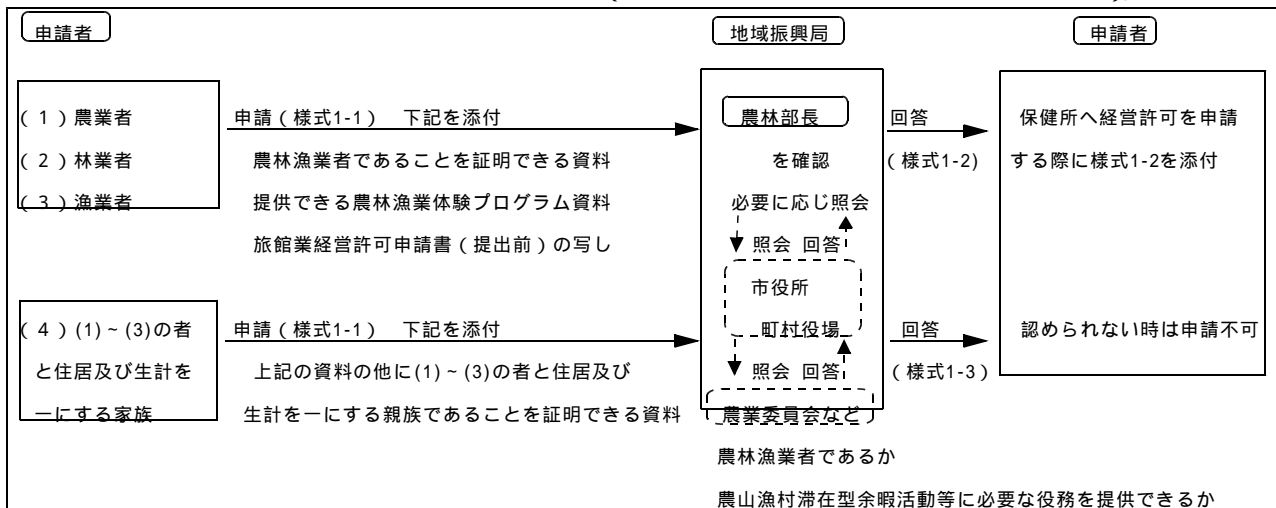 申請者
地域振興局
申請者
(1)農業者
(2)林業者
(3)漁業者
申請(様式1-1) 下記を添付
農林漁業者であることを証明できる資料
提供できる農林漁業体験プログラム資料
旅館業経営許可申請書(提出前)の写し
農林部長
を確認
必要に応じ照会
照会 回答
市役所
町村役場
照会 回答
農業委員会など
農林漁業者であるか
農山漁村滞在型余暇活動等に必要な役務を提供できるか
回答
(様式1-2)
保健所へ経営許可を申請
する際に様式1-2を添付
(4)(1)~(3)の者
と住居及び生計を
一にする家族
申請(様式1-1) 下記を添付
上記の資料の他に(1)~(3)の者と住居及び
生計を一にする親族であることを証明できる資料
回答
(様式1-3)
認められない時は申請不可